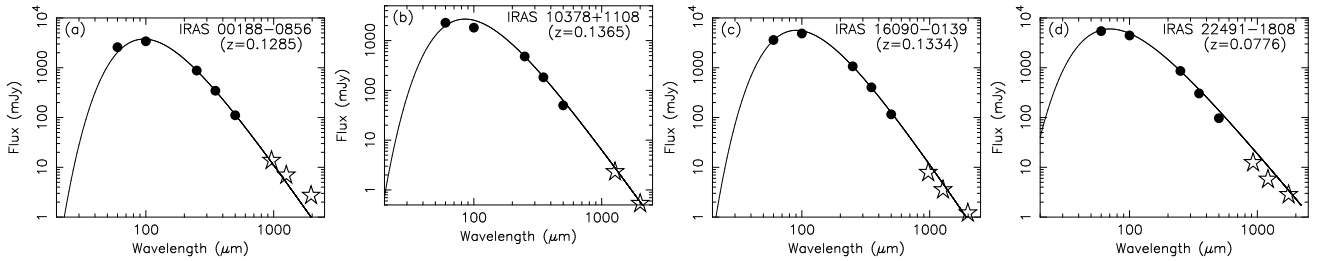 (a) IRAS 00188−0856
(z=0.1285)
10⁴
1000
100
10
1
Flux (mJy)
100 1000
Wavelength (μm)
(b) IRAS 10378+1108
(z=0.1365)
1000
100
10
1
Flux (mJy)
100 1000
Wavelength (μm)
(c) IRAS 16090−0139
(z=0.1334)
10⁴
1000
100
10
1
Flux (mJy)
100 1000
Wavelength (μm)
(d) IRAS 22491−1808
(z=0.0776)
10⁴
1000
100
10
1
Flux (mJy)
100 1000
Wavelength (μm)